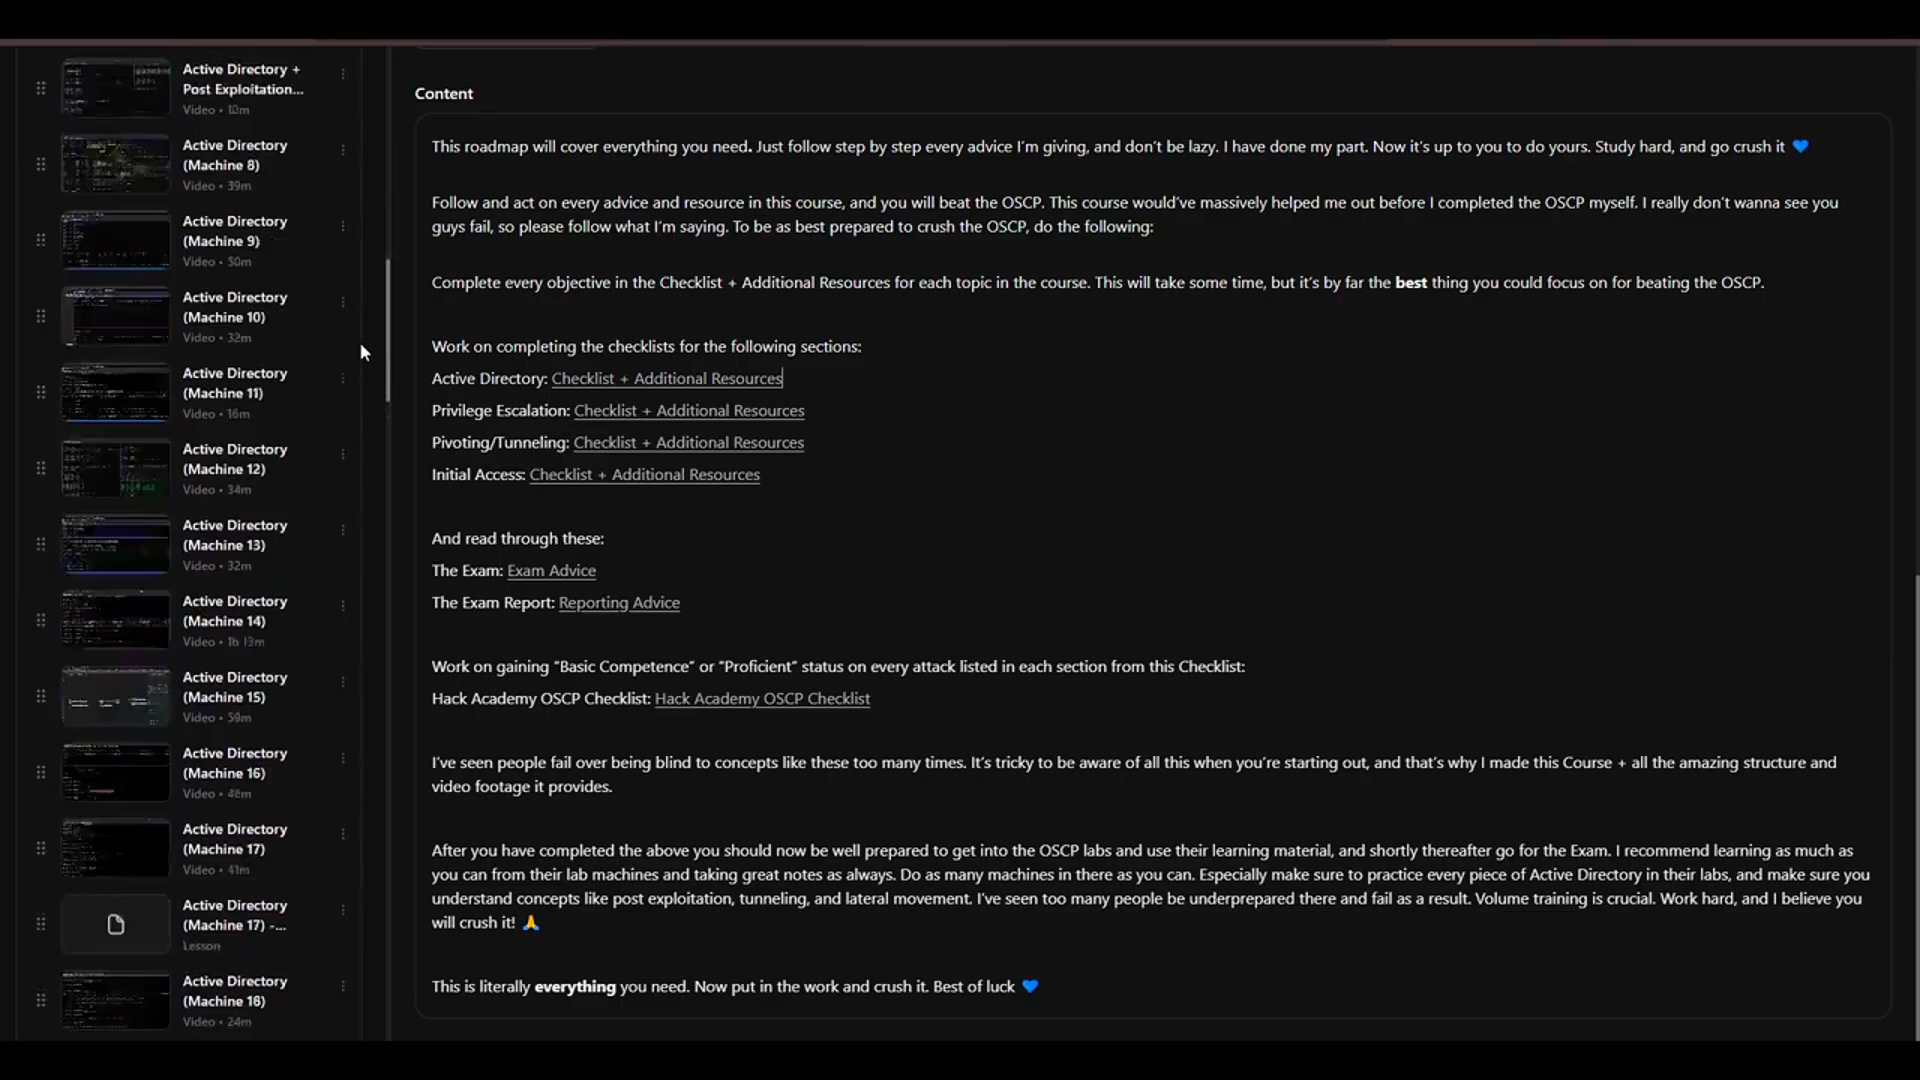 Active Directory +
Post Exploitation...
Video • 10m
Active Directory
(Machine 8)
Video • 39m
Active Directory
(Machine 9)
Video • 50m
Active Directory
(Machine 10)
Video • 32m
Active Directory
(Machine 11)
Video • 16m
Active Directory
(Machine 12)
Video • 34m
Active Directory
(Machine 13)
Video • 32m
Active Directory
(Machine 14)
Video • 1h 13m
Active Directory
(Machine 15)
Video • 59m
Active Directory
(Machine 16)
Video • 46m
Active Directory
(Machine 17)
Video • 41m
Active Directory
(Machine 17) -...
Lesson
Active Directory
(Machine 18)
Video • 24m
Content
This roadmap will cover everything you need. Just follow step by step every advice I'm giving, and don't be lazy. I have done my part. Now it's up to you to do yours. Study hard, and go crush it 💙
Follow and act on every advice and resource in this course, and you will beat the OSCP. This course would've massively helped me out before I completed the OSCP myself. I really don't wanna see you
guys fail, so please follow what I'm saying. To be as best prepared to crush the OSCP, do the following:
Complete every objective in the Checklist + Additional Resources for each topic in the course. This will take some time, but it's by far the best thing you could focus on for beating the OSCP.
Work on completing the checklists for the following sections:
Active Directory: Checklist + Additional Resources
Privilege Escalation: Checklist + Additional Resources
Pivoting/Tunneling: Checklist + Additional Resources
Initial Access: Checklist + Additional Resources
And read through these:
The Exam: Exam Advice
The Exam Report: Reporting Advice
Work on gaining "Basic Competence" or "Proficient" status on every attack listed in each section from this Checklist:
Hack Academy OSCP Checklist: Hack Academy OSCP Checklist
I've seen people fail over being blind to concepts like these too many times. It's tricky to be aware of all this when you're starting out, and that's why I made this Course + all the amazing structure and
video footage it provides.
After you have completed the above you should now be well prepared to get into the OSCP labs and use their learning material, and shortly thereafter go for the Exam. I recommend learning as much as
you can from their lab machines and taking great notes as always. Do as many machines in there as you can. Especially make sure to practice every piece of Active Directory in their labs, and make sure you
understand concepts like post exploitation, tunneling, and lateral movement. I've seen too many people be underprepared there and fail as a result. Volume training is crucial. Work hard, and I believe you
will crush it! 🙏
This is literally everything you need. Now put in the work and crush it. Best of luck 💙